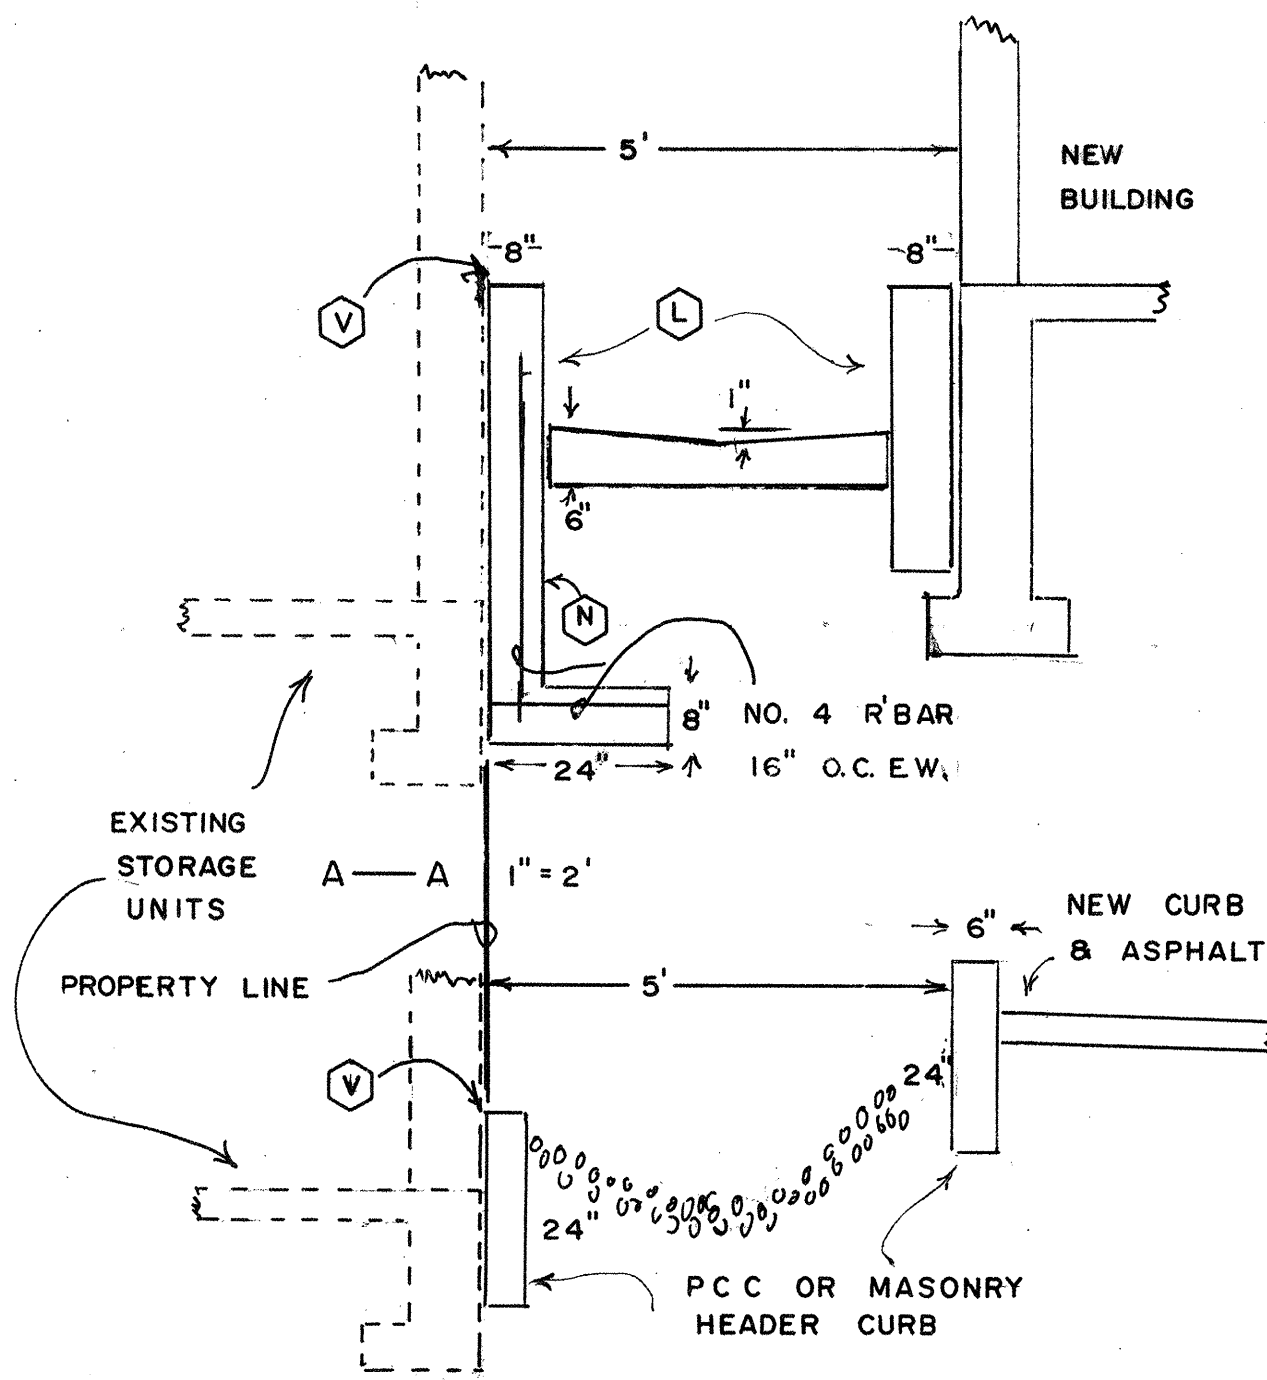 5'
NEW
BUILDING
8"
8"
V
L
1"
6"
N
8"
NO. 4 R'BAR
24"
16" O.C. E W.
EXISTING
STORAGE
UNITS
A — A
1" = 2'
6"
NEW CURB
& ASPHALT
PROPERTY LINE
5'
V
24"
24"
PCC OR MASONRY
HEADER CURB